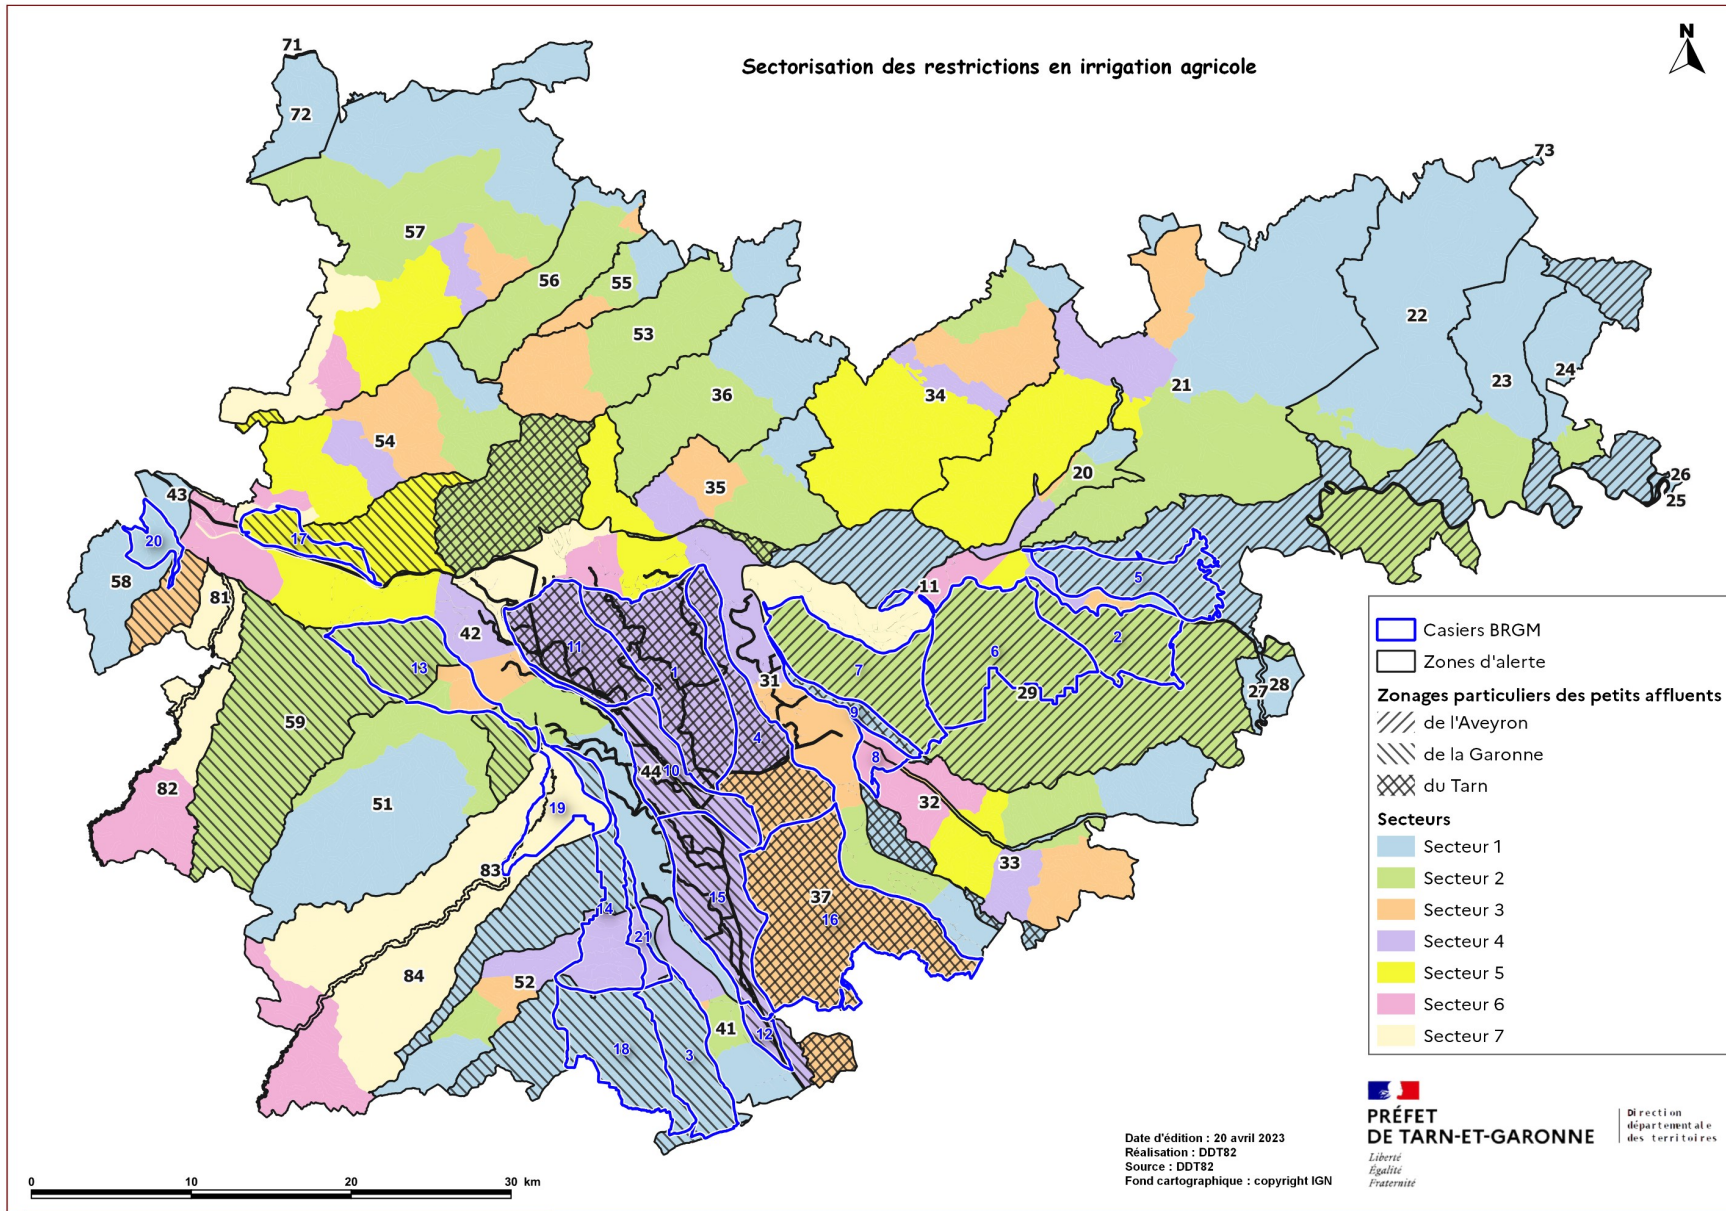 Sectorisation des restrictions en irrigation agricole
N
71
72
73
57
56
55
53
22
21
23
24
36
34
54
35
20
26
25
43
17
20
58
81
11
5
42
13
11
1
31
7
6
2
29
27
28
59
9
4
44
10
8
82
51
19
32
33
83
15
37
16
14
21
84
52
41
12
18
3
Casiers BRGM
Zones d'alerte
Zonages particuliers des petits affluents
de l'Aveyron
de la Garonne
du Tarn
Secteurs
Secteur 1
Secteur 2
Secteur 3
Secteur 4
Secteur 5
Secteur 6
Secteur 7
PRÉFET
DE TARN-ET-GARONNE
Liberté
Égalité
Fraternité
Direction
départementale
des territoires
Date d'édition : 20 avril 2023
Réalisation : DDT82
Source : DDT82
Fond cartographique : copyright IGN
0 10 20 30 km